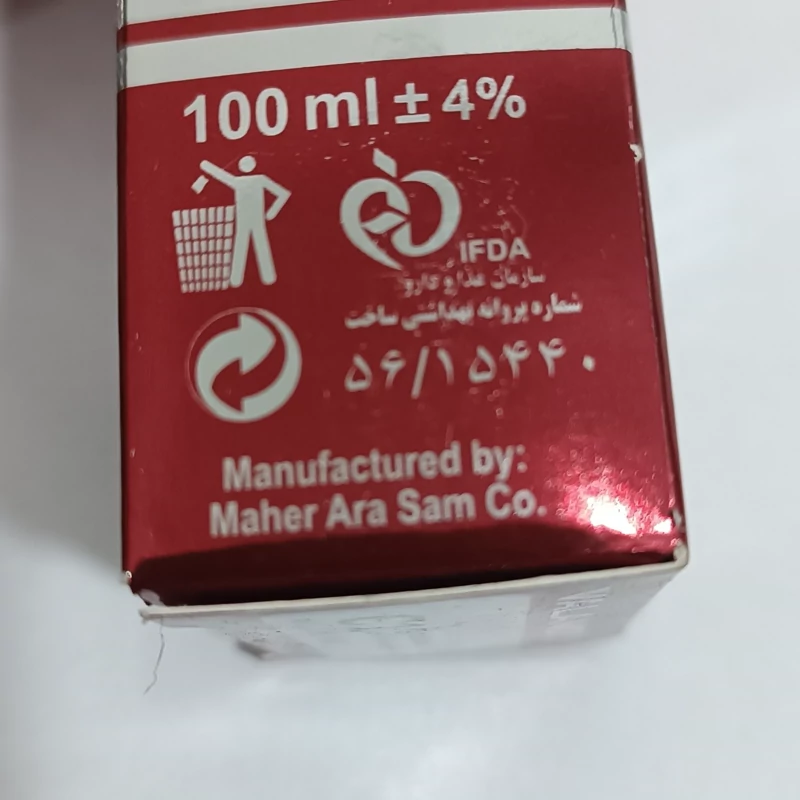 100 ml ± 4%
IFDA
سازمان غذا و دارو
شماره پروانه بهداشتی ساخت
۵۶/۱۵۴۴۰
Manufactured by:
Maher Ara Sam Co.